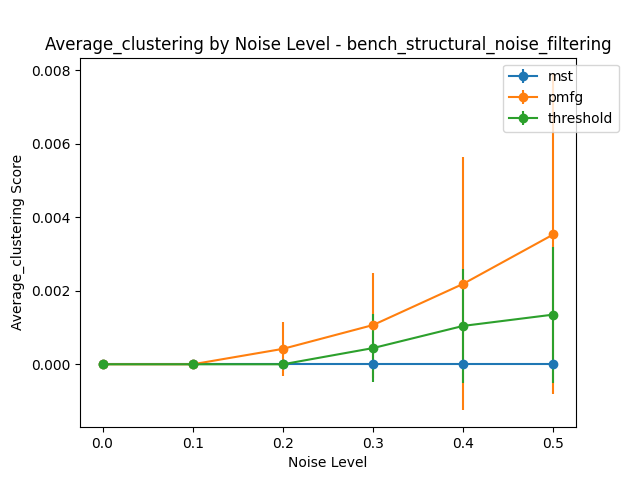 Average_clustering by Noise Level - bench_structural_noise_filtering
mst
pmfg
threshold
Average_clustering Score
0.008
0.006
0.004
0.002
0.000
0.0 0.1 0.2 0.3 0.4 0.5
Noise Level